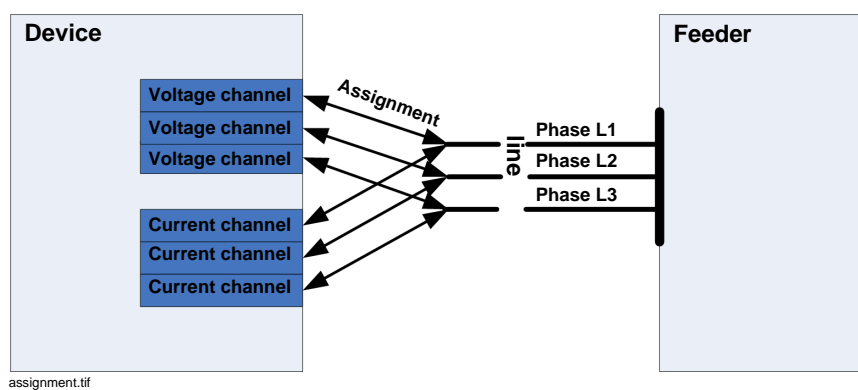 Device
Feeder
Voltage channel
Voltage channel
Voltage channel
Assignment
line
Phase L1
Phase L2
Phase L3
Current channel
Current channel
Current channel
assignment.tif